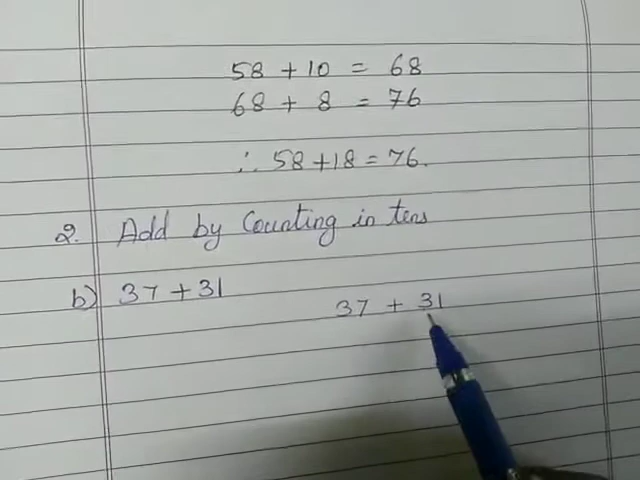 58 + 10 = 68
68 + 8 = 76
∴ 58 + 18 = 76.
2. Add by Counting in tens
b) 37 + 31 37 + 31